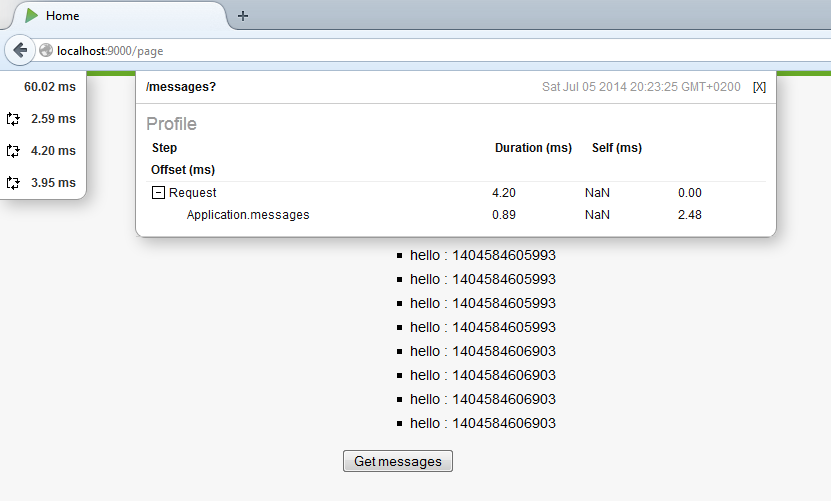 Home
localhost:9000/page
60.02 ms
2.59 ms
4.20 ms
3.95 ms
/messages? Sat Jul 05 2014 20:23:25 GMT+0200 [X]
Profile
Step Duration (ms) Self (ms)
Offset (ms)
Request 4.20 NaN 0.00
Application.messages 0.89 NaN 2.48
hello : 1404584605993
hello : 1404584605993
hello : 1404584605993
hello : 1404584605993
hello : 1404584606903
hello : 1404584606903
hello : 1404584606903
hello : 1404584606903
Get messages